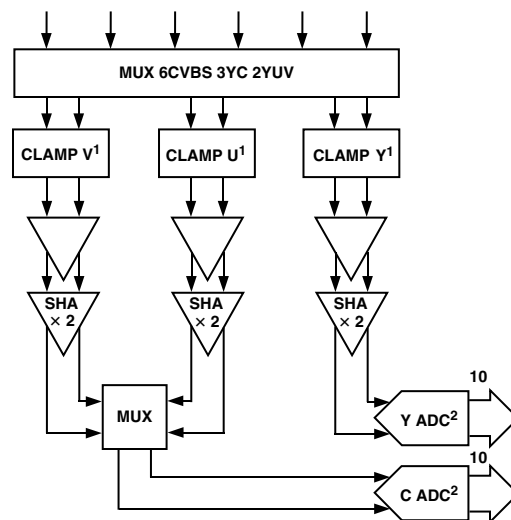 MUX 6CVBS 3YC 2YUV
CLAMP V¹
CLAMP U¹
CLAMP Y¹
SHA
× 2
SHA
× 2
SHA
× 2
MUX
10
Y ADC²
10
C ADC²